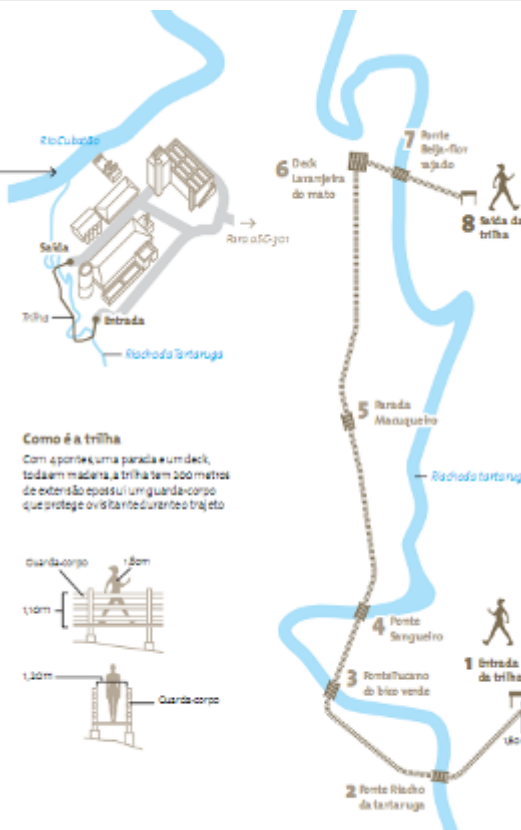 Rio Cubatão
Para a SC-301
Saída
Trilha
Entrada
Riacho da Tartaruga
Como é a trilha
Com 4 pontes, uma parada e um deck,
toda em madeira, a trilha tem 200 metros
de extensão e possui um guarda-corpo
que protege o visitante durante o trajeto
Guarda-corpo
1,80m
1,10m
1,20m
Guarda-corpo
7 Ponte
Beija-flor
rajado
6 Deck
Laranjeira
do mato
8 Saída da
trilha
5 Parada
Macuqueiro
Riacho da tartaruga
4 Ponte
Sangueiro
1 Entrada
da trilha
3 Ponte Tucano
do bico verde
2 Ponte Riacho
da tartaruga